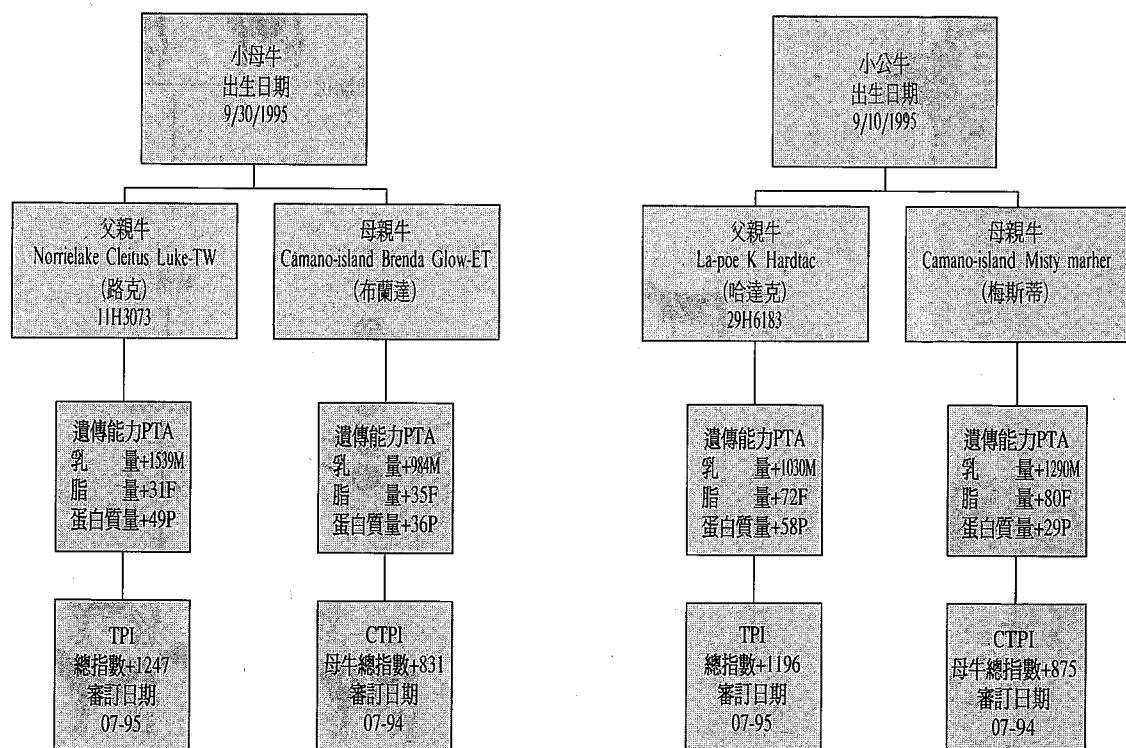 小母牛
出生日期
9/30/1995
父親牛
Norrielake Cleitus Luke-TW
(路克)
11H3073
母親牛
Camano-island Brenda Glow-ET
(布蘭達)
遺傳能力PTA
乳 量+1539M
脂 量+31F
蛋白質量+49P
遺傳能力PTA
乳 量+984M
脂 量+35F
蛋白質量+36P
TPI
總指數+1247
審訂日期
07-95
CTPI
母牛總指數+831
審訂日期
07-94
小公牛
出生日期
9/10/1995
父親牛
La-poe K Hardtac
(哈達克)
29H6183
母親牛
Camano-island Misty marher
(梅斯蒂)
遺傳能力PTA
乳 量+1030M
脂 量+72F
蛋白質量+58P
遺傳能力PTA
乳 量+1290M
脂 量+80F
蛋白質量+29P
TPI
總指數+1196
審訂日期
07-95
CTPI
母牛總指數+875
審訂日期
07-94